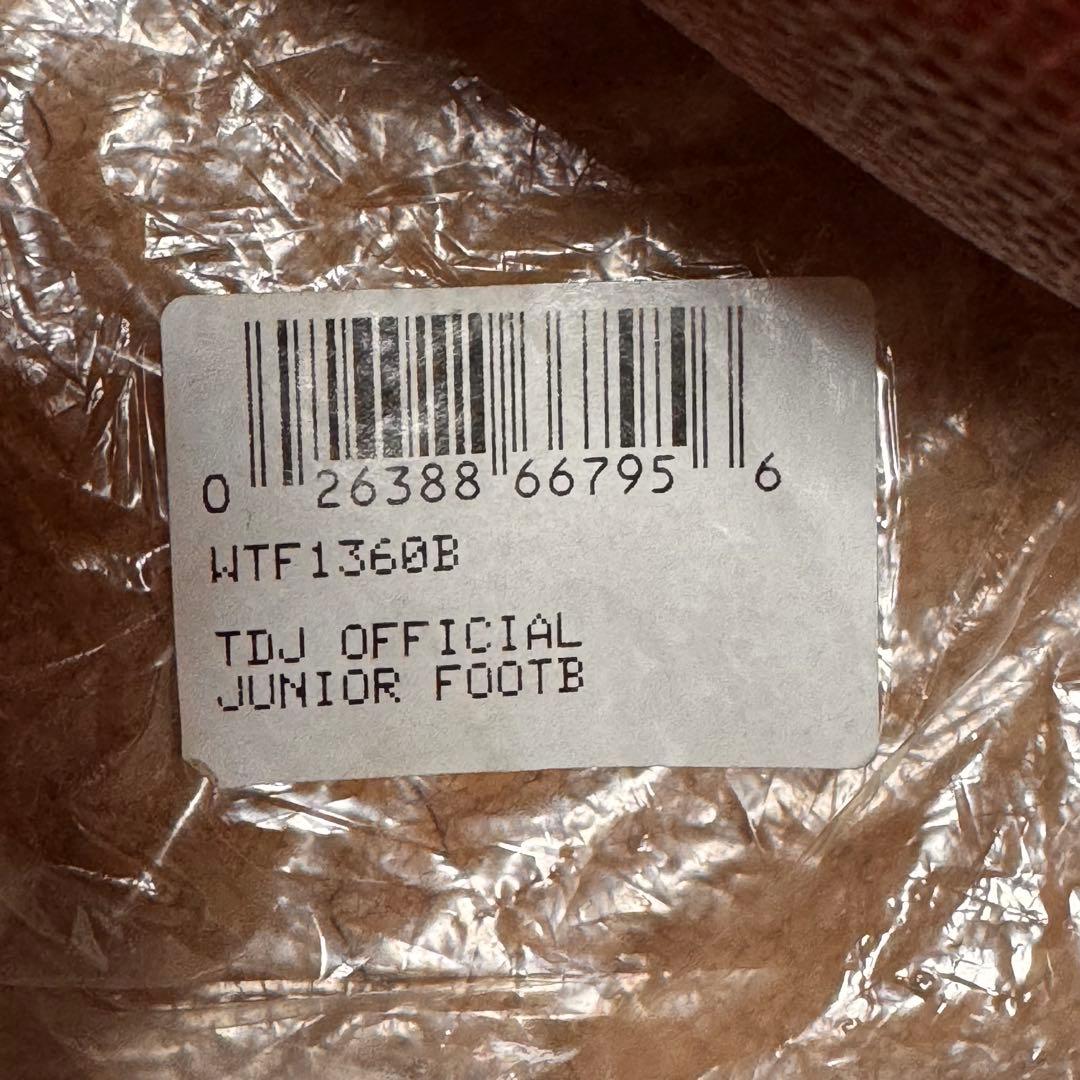 0 26388 66795 6
WTF1360B
TDJ OFFICIAL
JUNIOR FOOTB